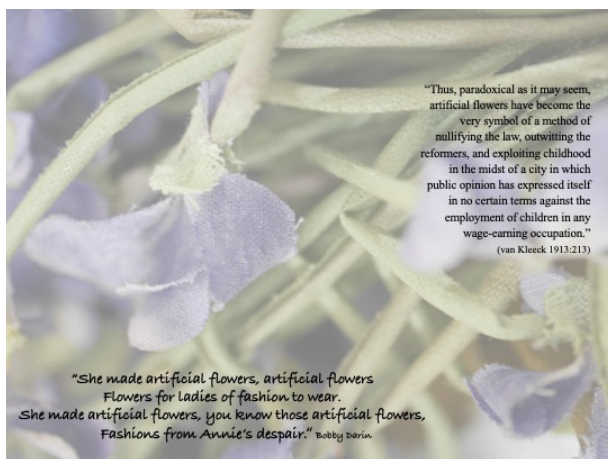 “Thus, paradoxical as it may seem,
artificial flowers have become the
very symbol of a method of
nullifying the law, outwitting the
reformers, and exploiting childhood
in the midst of a city in which
public opinion has expressed itself
in no certain terms against the
employment of children in any
wage-earning occupation.”
(van Kleeck 1913:213)
“She made artificial flowers, artificial flowers
Flowers for ladies of fashion to wear.
She made artificial flowers, you know those artificial flowers,
Fashions from Annie’s despair.” Bobby Darin